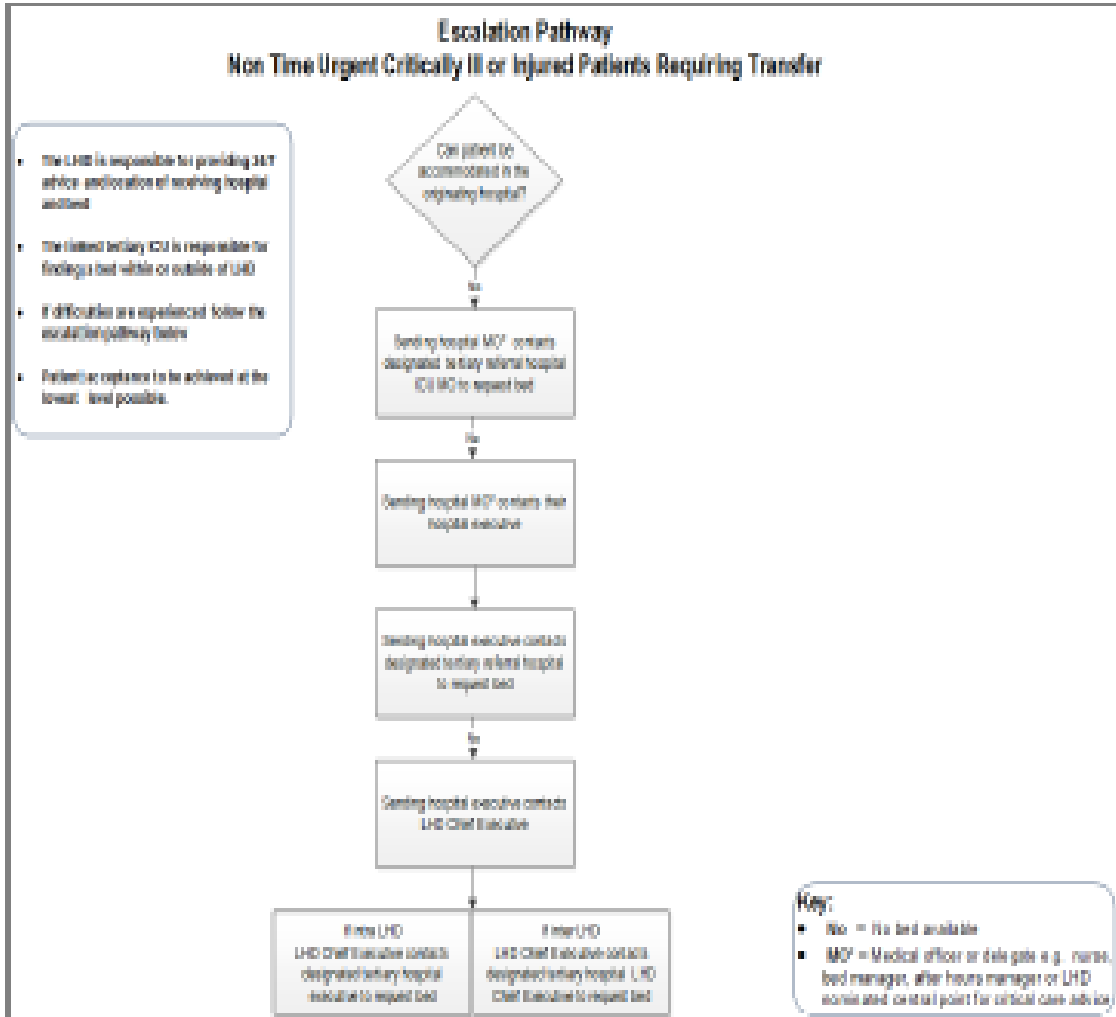 Escalation Pathway
Non Time Urgent Critically Ill or Injured Patients Requiring Transfer
• The LHD is responsible for providing 24/7
advice and location of receiving hospital
and bed
• The linked tertiary ICU is responsible for
finding a bed within or outside of LHD
• If difficulties are experienced follow the
escalation pathway below
• Patient acceptance to be achieved at the
lowest level possible.
Can patient be
accommodated in the
originating hospital?
No
Sending hospital MO* contacts
designated tertiary referral hospital
ICU MO to request bed
No
Sending hospital MO* contacts their
hospital executive
Sending hospital executive contacts
designated tertiary referral hospital
to request bed
No
Sending hospital executive contacts
LHD Chief Executive
If intra LHD
LHD Chief Executive contacts
designated tertiary hospital
executive to request bed
If inter LHD
LHD Chief Executive contacts
designated tertiary hospital LHD
Chief Executive to request bed
Key:
• No = No bed available
• MO* = Medical officer or delegate e.g. nurse,
bed manager, after hours manager or LHD
nominated central point for critical care advice